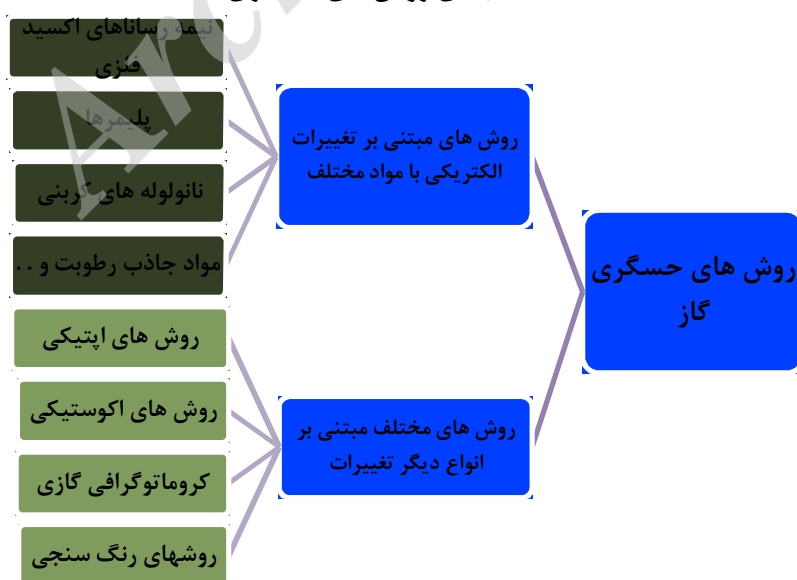 روش های حسگری
گاز
روش های مبتنی بر تغییرات
الکتریکی با مواد مختلف
نیمه رساناهای اکسید
فلزی
پلیمرها
نانولوله های کربنی
مواد جاذب رطوبت و . .
روش های مختلف مبتنی بر
انواع دیگر تغییرات
روش های اپتیکی
روش های اکوستیکی
کروماتوگرافی گازی
روشهای رنگ سنجی